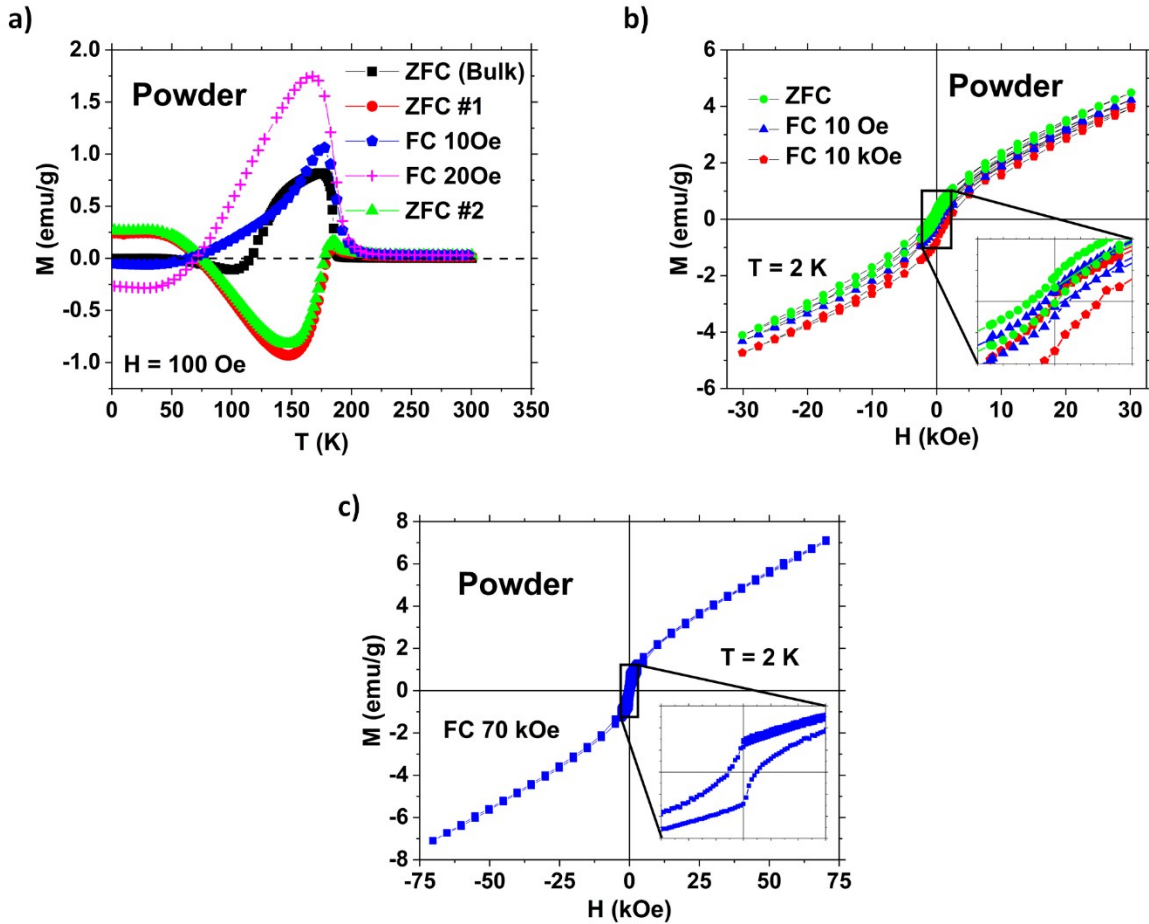 a)
Powder
ZFC (Bulk)
ZFC #1
FC 10Oe
FC 20Oe
ZFC #2
H = 100 Oe
M (emu/g)
2.0
1.5
1.0
0.5
0.0
-0.5
-1.0
0 50 100 150 200 250 300 350
T (K)
b)
Powder
ZFC
FC 10 Oe
FC 10 kOe
T = 2 K
M (emu/g)
6
4
2
0
-2
-4
-6
-30 -20 -10 0 10 20 30
H (kOe)
c)
Powder
T = 2 K
FC 70 kOe
M (emu/g)
8
6
4
2
0
-2
-4
-6
-8
-75 -50 -25 0 25 50 75
H (kOe)